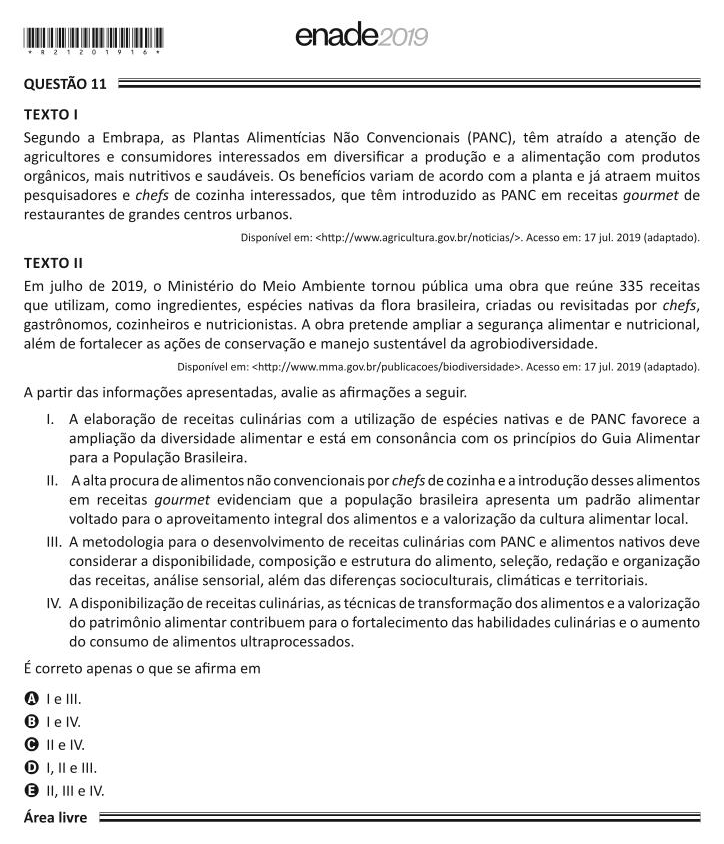 *R21201916*
enade2019
QUESTÃO 11
TEXTO I
Segundo a Embrapa, as Plantas Alimentícias Não Convencionais (PANC), têm atraído a atenção de
agricultores e consumidores interessados em diversificar a produção e a alimentação com produtos
orgânicos, mais nutritivos e saudáveis. Os benefícios variam de acordo com a planta e já atraem muitos
pesquisadores e chefs de cozinha interessados, que têm introduzido as PANC em receitas gourmet de
restaurantes de grandes centros urbanos.
Disponível em: <http://www.agricultura.gov.br/noticias/>. Acesso em: 17 jul. 2019 (adaptado).
TEXTO II
Em julho de 2019, o Ministério do Meio Ambiente tornou pública uma obra que reúne 335 receitas
que utilizam, como ingredientes, espécies nativas da flora brasileira, criadas ou revisitadas por chefs,
gastrônomos, cozinheiros e nutricionistas. A obra pretende ampliar a segurança alimentar e nutricional,
além de fortalecer as ações de conservação e manejo sustentável da agrobiodiversidade.
Disponível em: <http://www.mma.gov.br/publicacoes/biodiversidade>. Acesso em: 17 jul. 2019 (adaptado).
A partir das informações apresentadas, avalie as afirmações a seguir.
I. A elaboração de receitas culinárias com a utilização de espécies nativas e de PANC favorece a
ampliação da diversidade alimentar e está em consonância com os princípios do Guia Alimentar
para a População Brasileira.
II. A alta procura de alimentos não convencionais por chefs de cozinha e a introdução desses alimentos
em receitas gourmet evidenciam que a população brasileira apresenta um padrão alimentar
voltado para o aproveitamento integral dos alimentos e a valorização da cultura alimentar local.
III. A metodologia para o desenvolvimento de receitas culinárias com PANC e alimentos nativos deve
considerar a disponibilidade, composição e estrutura do alimento, seleção, redação e organização
das receitas, análise sensorial, além das diferenças socioculturais, climáticas e territoriais.
IV. A disponibilização de receitas culinárias, as técnicas de transformação dos alimentos e a valorização
do patrimônio alimentar contribuem para o fortalecimento das habilidades culinárias e o aumento
do consumo de alimentos ultraprocessados.
É correto apenas o que se afirma em
A I e III.
B I e IV.
C II e IV.
D I, II e III.
E II, III e IV.
Área livre